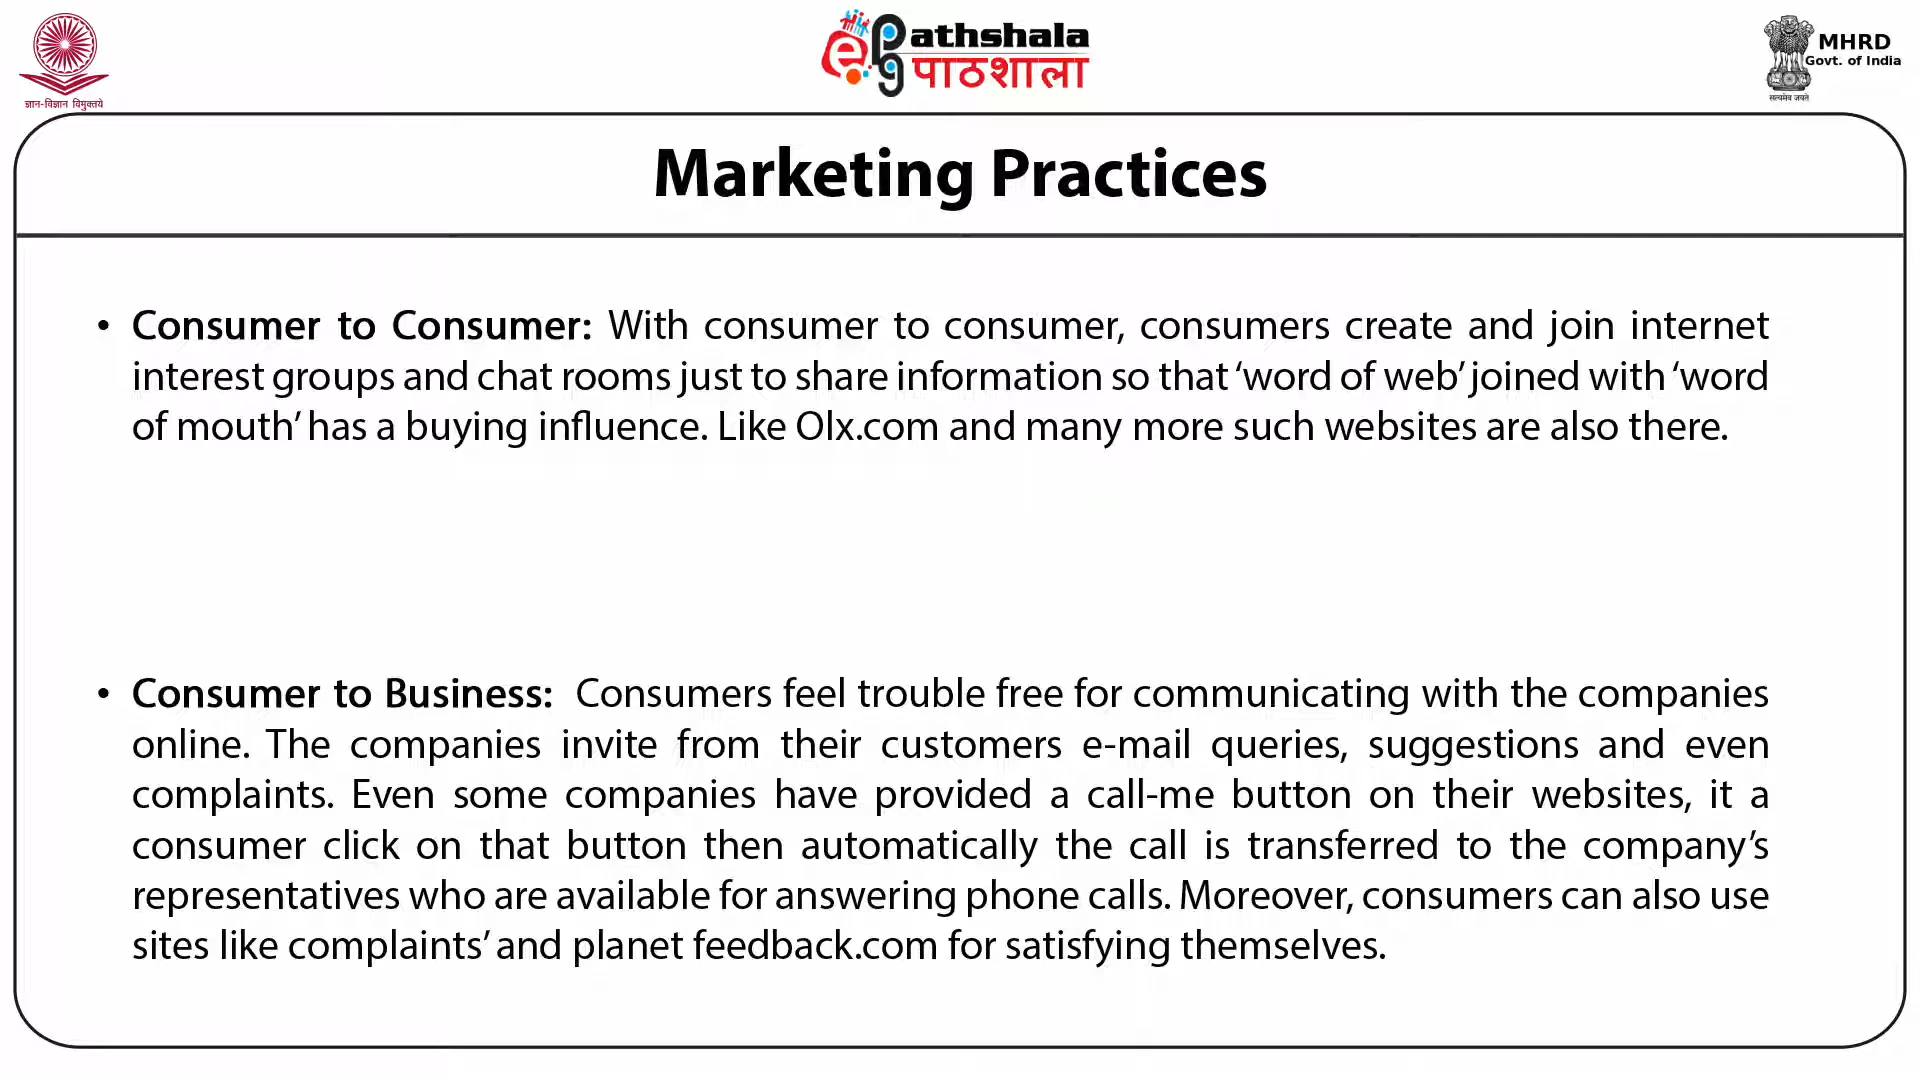 ज्ञान-विज्ञान विमुक्तये
ePathshala
पाठशाला
MHRD
Govt. of India
सत्यमेव जयते
Marketing Practices
• Consumer to Consumer: With consumer to consumer, consumers create and join internet
interest groups and chat rooms just to share information so that ‘word of web’ joined with ‘word
of mouth’ has a buying influence. Like Olx.com and many more such websites are also there.
• Consumer to Business: Consumers feel trouble free for communicating with the companies
online. The companies invite from their customers e-mail queries, suggestions and even
complaints. Even some companies have provided a call-me button on their websites, it a
consumer click on that button then automatically the call is transferred to the company’s
representatives who are available for answering phone calls. Moreover, consumers can also use
sites like complaints’ and planet feedback.com for satisfying themselves.